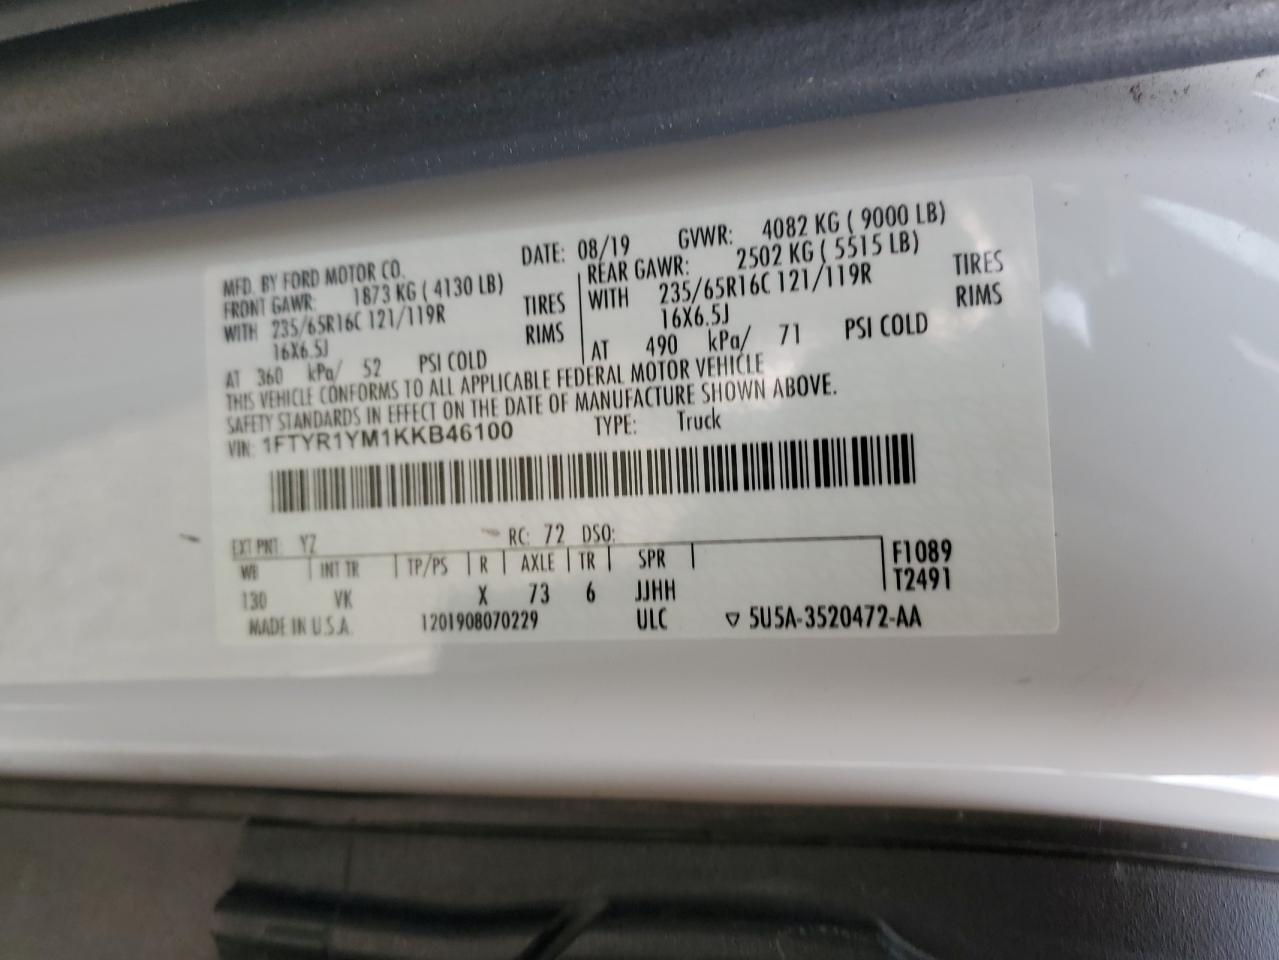 MFD. BY FORD MOTOR CO. DATE: 08/19 GVWR: 4082 KG ( 9000 LB)
FRONT GAWR: 1873 KG ( 4130 LB) REAR GAWR: 2502 KG ( 5515 LB)
WITH 235/65R16C 121/119R TIRES WITH 235/65R16C 121/119R TIRES
16X6.5J RIMS 16X6.5J RIMS
AT 360 kPa/ 52 PSI COLD AT 490 kPa/ 71 PSI COLD
THIS VEHICLE CONFORMS TO ALL APPLICABLE FEDERAL MOTOR VEHICLE
SAFETY STANDARDS IN EFFECT ON THE DATE OF MANUFACTURE SHOWN ABOVE.
VIN: 1FTYR1YM1KKB46100 TYPE: Truck
EXT PNT: YZ RC: 72 DSO:
WB INT TR TP/PS R AXLE TR SPR F1089
130 VK X 73 6 JJHH T2491
MADE IN U.S.A. 1201908070229 ULC ▽ 5U5A-3520472-AA